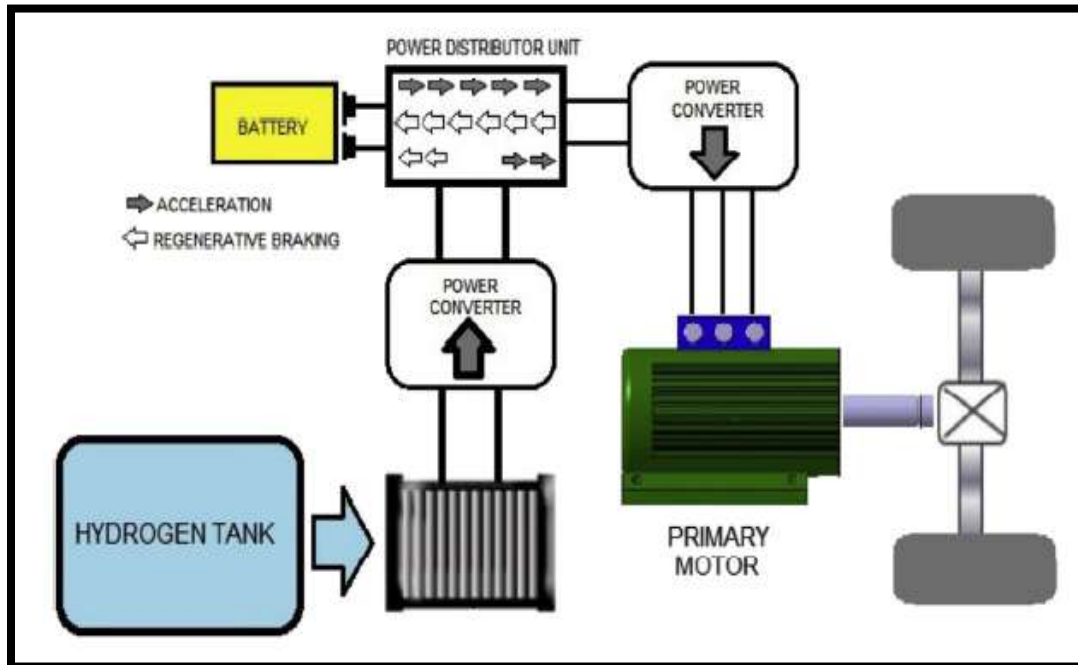 POWER DISTRIBUTOR UNIT
BATTERY
POWER
CONVERTER
ACCELERATION
REGENERATIVE BRAKING
POWER
CONVERTER
HYDROGEN TANK
PRIMARY
MOTOR